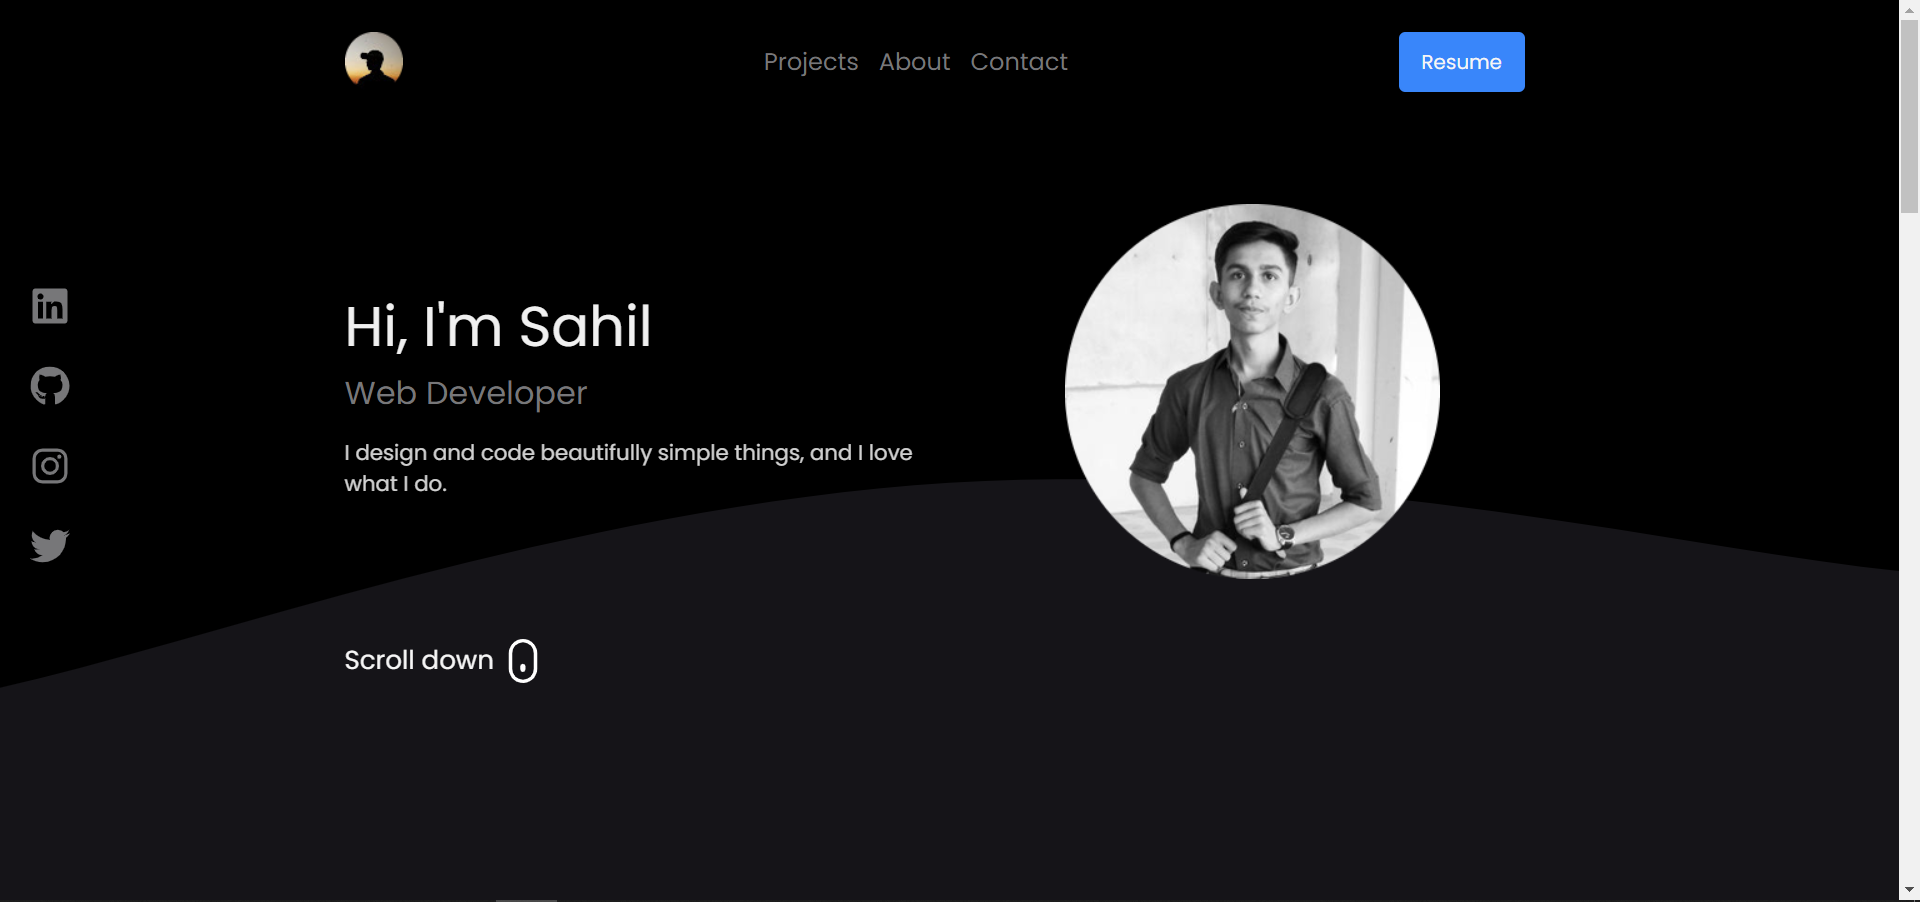 Projects About Contact
Resume
Hi, I'm Sahil
Web Developer
I design and code beautifully simple things, and I love
what I do.
Scroll down
in